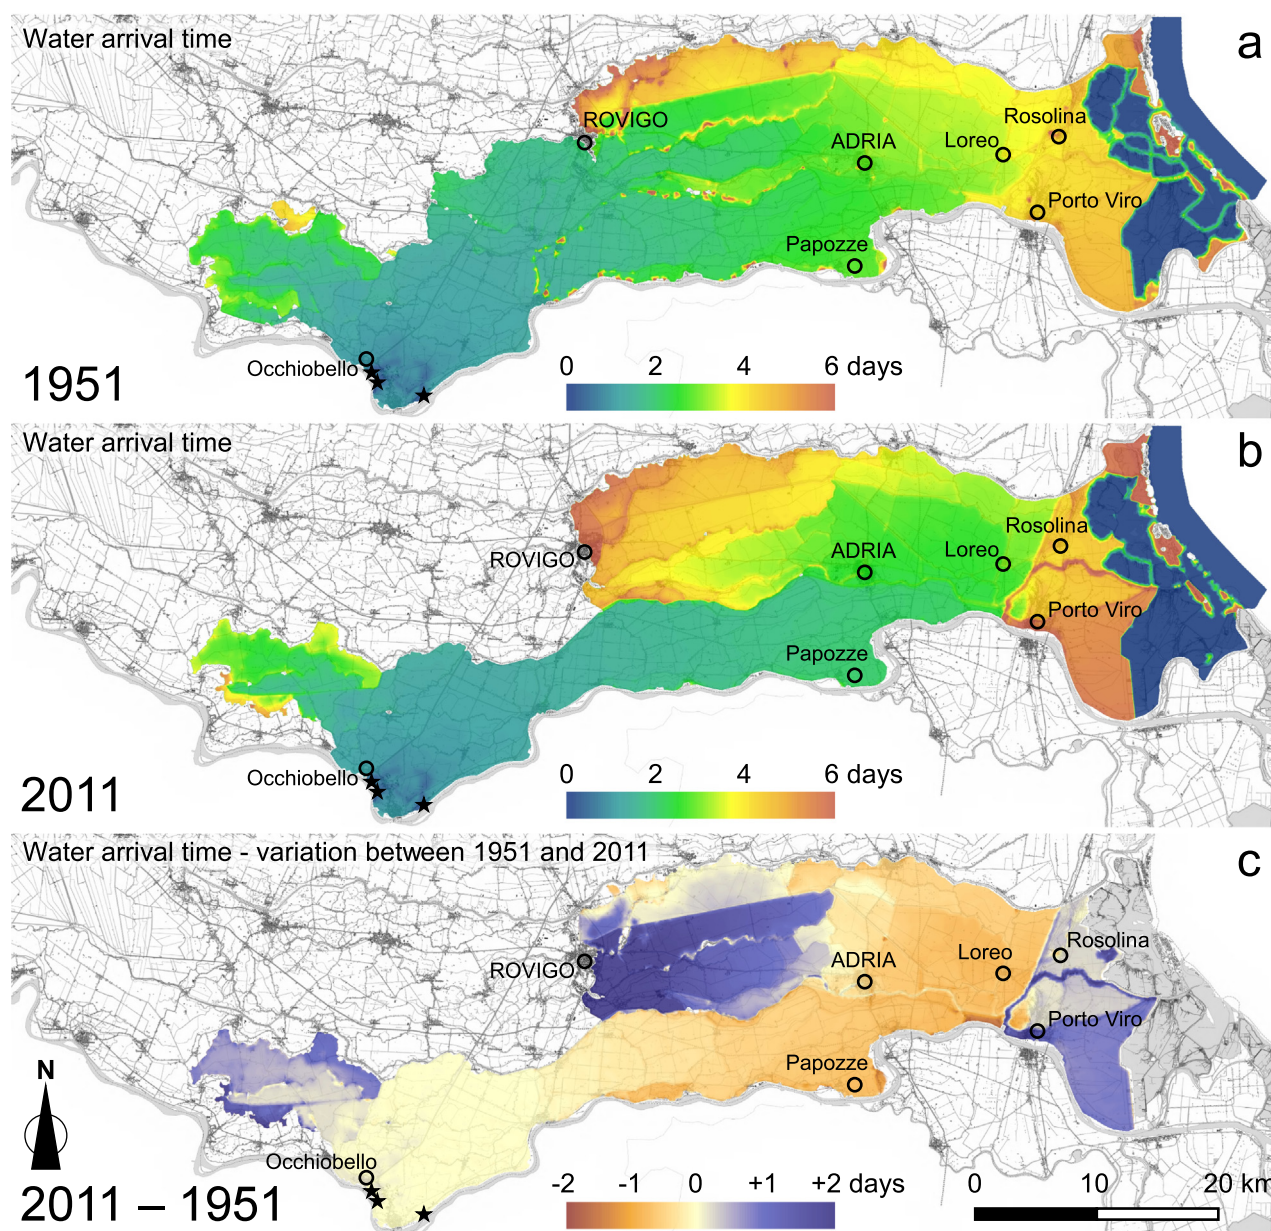 Water arrival time
a
ROVIGO
Rosolina
ADRIA
Loreo
Porto Viro
Papozze
Occhiobello
0 2 4 6 days
1951
Water arrival time
b
Rosolina
ROVIGO
ADRIA
Loreo
Porto Viro
Papozze
Occhiobello
0 2 4 6 days
2011
Water arrival time - variation between 1951 and 2011
c
Rosolina
ROVIGO
ADRIA
Loreo
Porto Viro
Papozze
N
Occhiobello
-2 -1 0 +1 +2 days
0 10 20 km
2011 – 1951